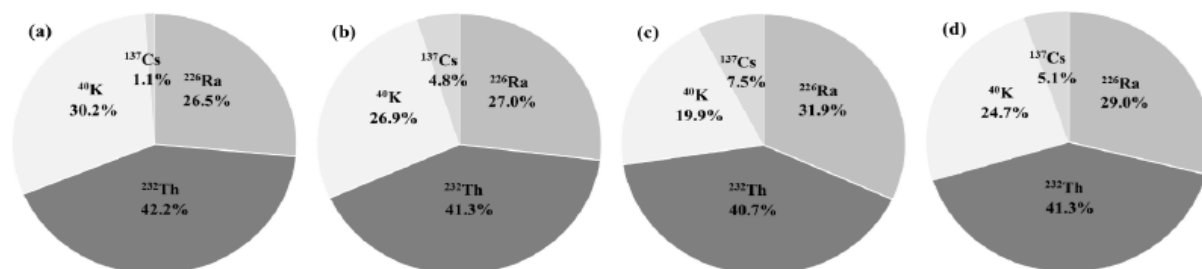 (a)
¹³⁷Cs
1.1%
²²⁶Ra
26.5%
⁴⁰K
30.2%
²³²Th
42.2%
(b)
¹³⁷Cs
4.8%
²²⁶Ra
27.0%
⁴⁰K
26.9%
²³²Th
41.3%
(c)
¹³⁷Cs
7.5%
²²⁶Ra
31.9%
⁴⁰K
19.9%
²³²Th
40.7%
(d)
¹³⁷Cs
5.1%
²²⁶Ra
29.0%
⁴⁰K
24.7%
²³²Th
41.3%